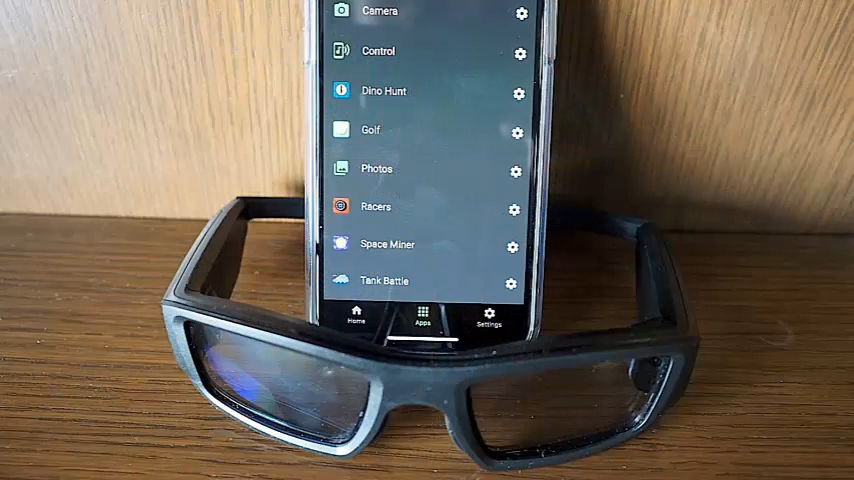 Camera
Control
Dino Hunt
Golf
Photos
Racers
Space Miner
Tank Battle
Home Apps Settings